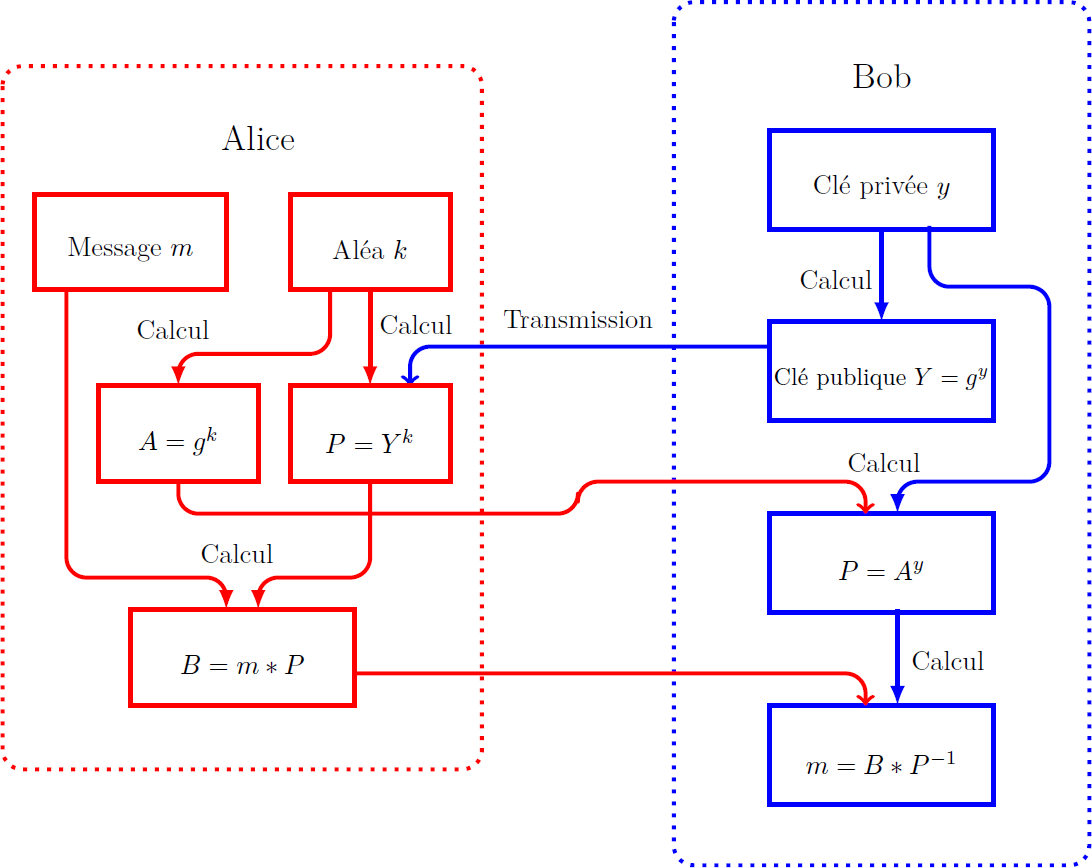 Bob
Alice
Clé privée y
Message m
Aléa k
Calcul
Calcul
Calcul
Transmission
Clé publique Y = g^y
A = g^k
P = Y^k
Calcul
Calcul
P = A^y
B = m ∗ P
Calcul
m = B ∗ P^{-1}